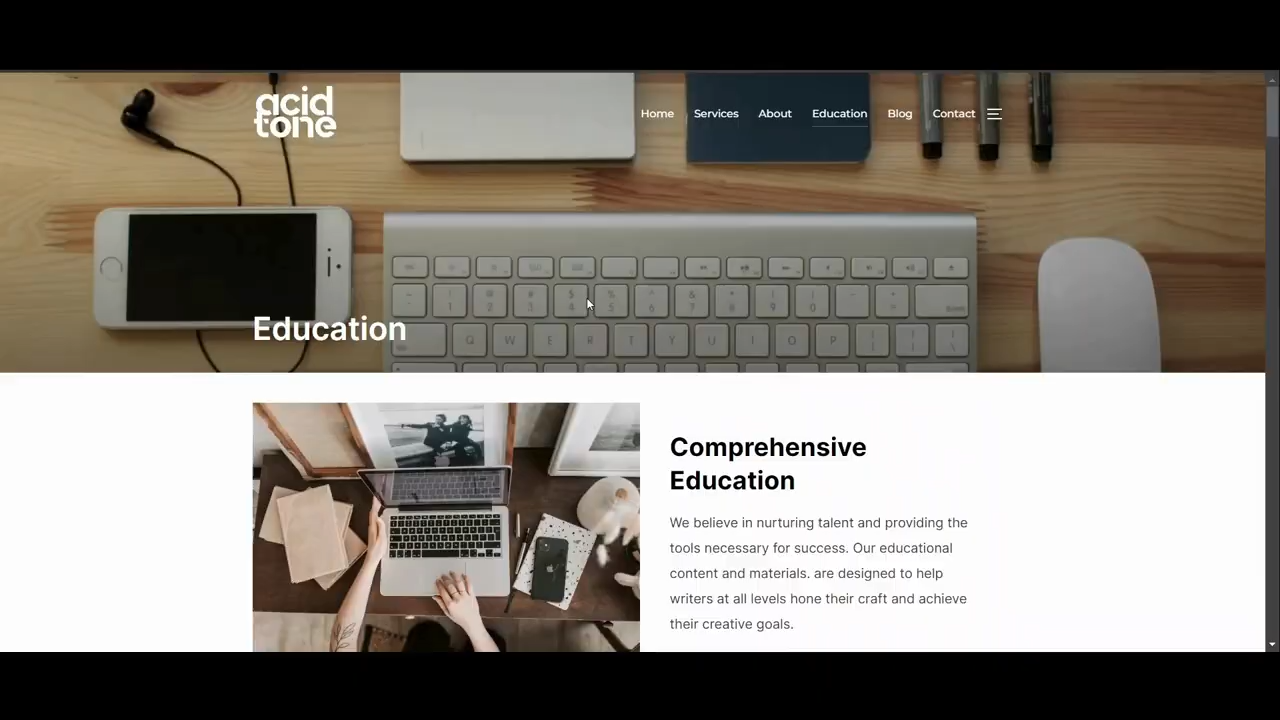 acid
tone
Home Services About Education Blog Contact
Education
Comprehensive
Education
We believe in nurturing talent and providing the
tools necessary for success. Our educational
content and materials. are designed to help
writers at all levels hone their craft and achieve
their creative goals.